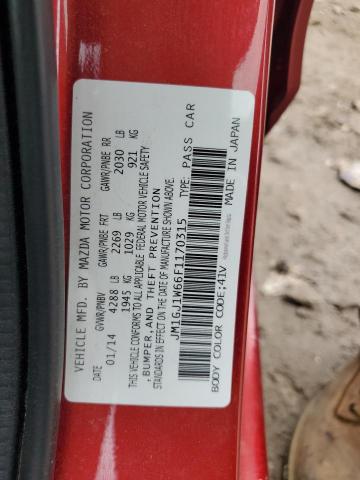 VEHICLE MFD. BY MAZDA MOTOR CORPORATION
DATE GVWR/PNBV GAWR/PNBE FRT GAWR/PNBE RR
01/14 4288 LB 2269 LB 2030 LB
1945 KG 1029 KG 921 KG
THIS VEHICLE CONFORMS TO ALL APPLICABLE FEDERAL MOTOR VEHICLE SAFETY
,BUMPER,AND THEFT PREVENTION
STANDARDS IN EFFECT ON THE DATE OF MANUFACTURE SHOWN ABOVE.
JM1GJ1W66F1170315 TYPE: PASS CAR
BODY COLOR CODE;41V MADE IN JAPAN